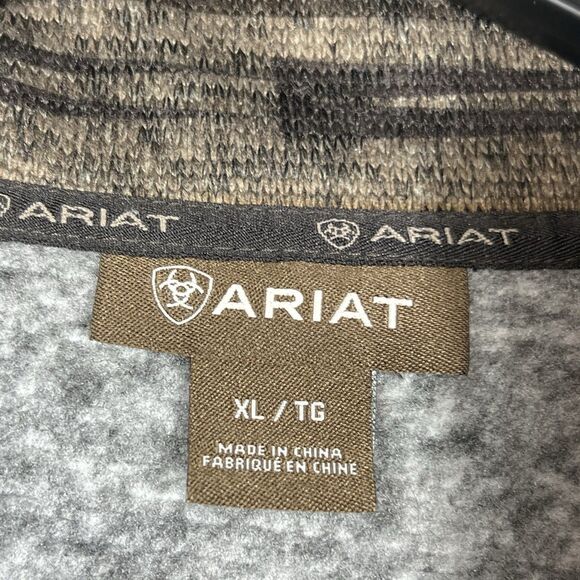 ARIAT ARIAT
ARIAT
XL / TG
MADE IN CHINA
FABRIQUÉ EN CHINE